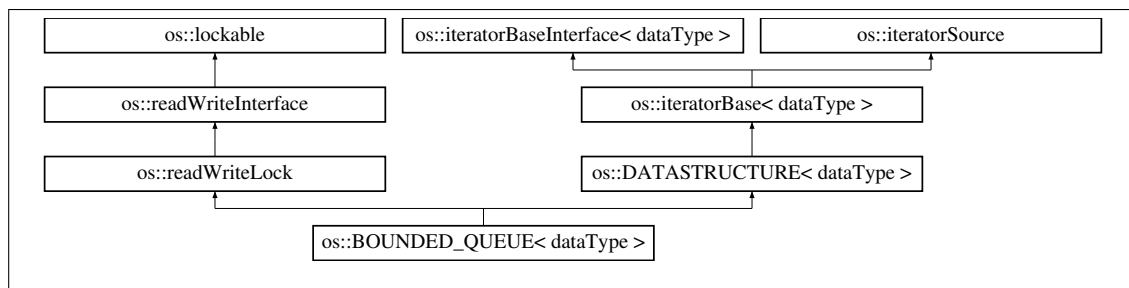 os::lockable
os::iteratorBaseInterface< dataType >
os::iteratorSource
os::readWriteInterface
os::iteratorBase< dataType >
os::readWriteLock
os::DATASTRUCTURE< dataType >
os::BOUNDED_QUEUE< dataType >